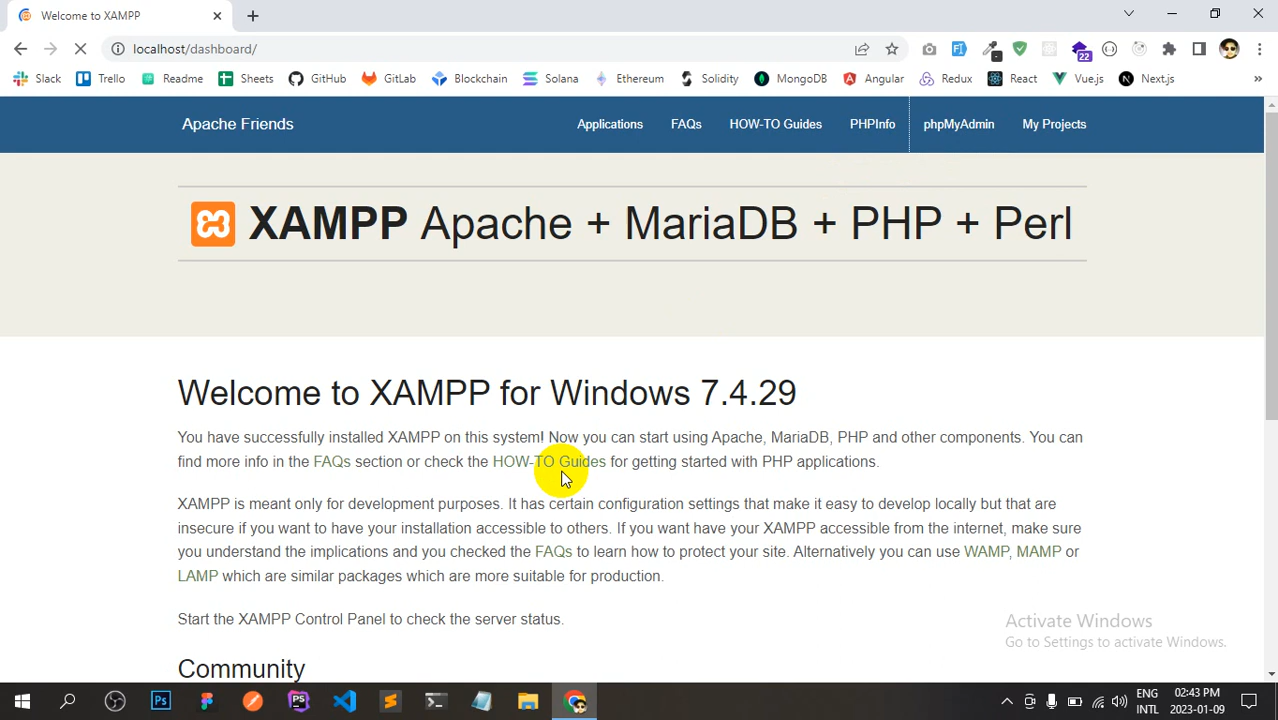 Welcome to XAMPP
localhost/dashboard/
22
Slack Trello Readme Sheets GitHub GitLab Blockchain Solana Ethereum Solidity MongoDB Angular Redux React Vue.js Next.js »
Apache Friends Applications FAQs HOW-TO Guides PHPInfo phpMyAdmin My Projects
XAMPP Apache + MariaDB + PHP + Perl
Welcome to XAMPP for Windows 7.4.29
You have successfully installed XAMPP on this system! Now you can start using Apache, MariaDB, PHP and other components. You can
find more info in the FAQs section or check the HOW-TO Guides for getting started with PHP applications.
XAMPP is meant only for development purposes. It has certain configuration settings that make it easy to develop locally but that are
insecure if you want to have your installation accessible to others. If you want have your XAMPP accessible from the internet, make sure
you understand the implications and you checked the FAQs to learn how to protect your site. Alternatively you can use WAMP, MAMP or
LAMP which are similar packages which are more suitable for production.
Start the XAMPP Control Panel to check the server status.
Activate Windows
Go to Settings to activate Windows.
Community
Ps PS
ENG 02:43 PM
INTL 2023-01-09